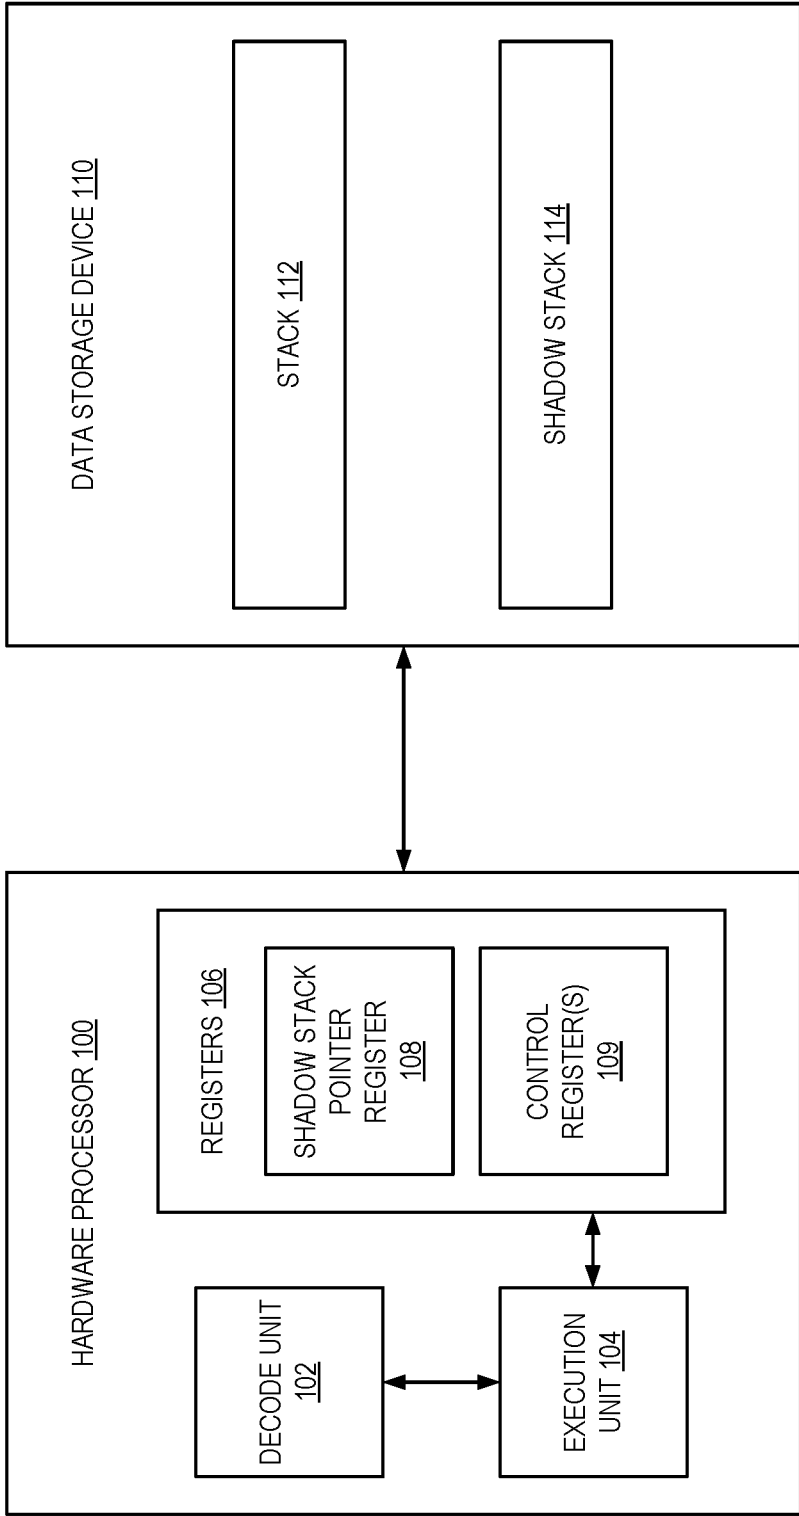 HARDWARE PROCESSOR 100
DECODE UNIT
102
EXECUTION
UNIT 104
REGISTERS 106
SHADOW STACK
POINTER
REGISTER
108
CONTROL
REGISTER(S)
109
DATA STORAGE DEVICE 110
STACK 112
SHADOW STACK 114